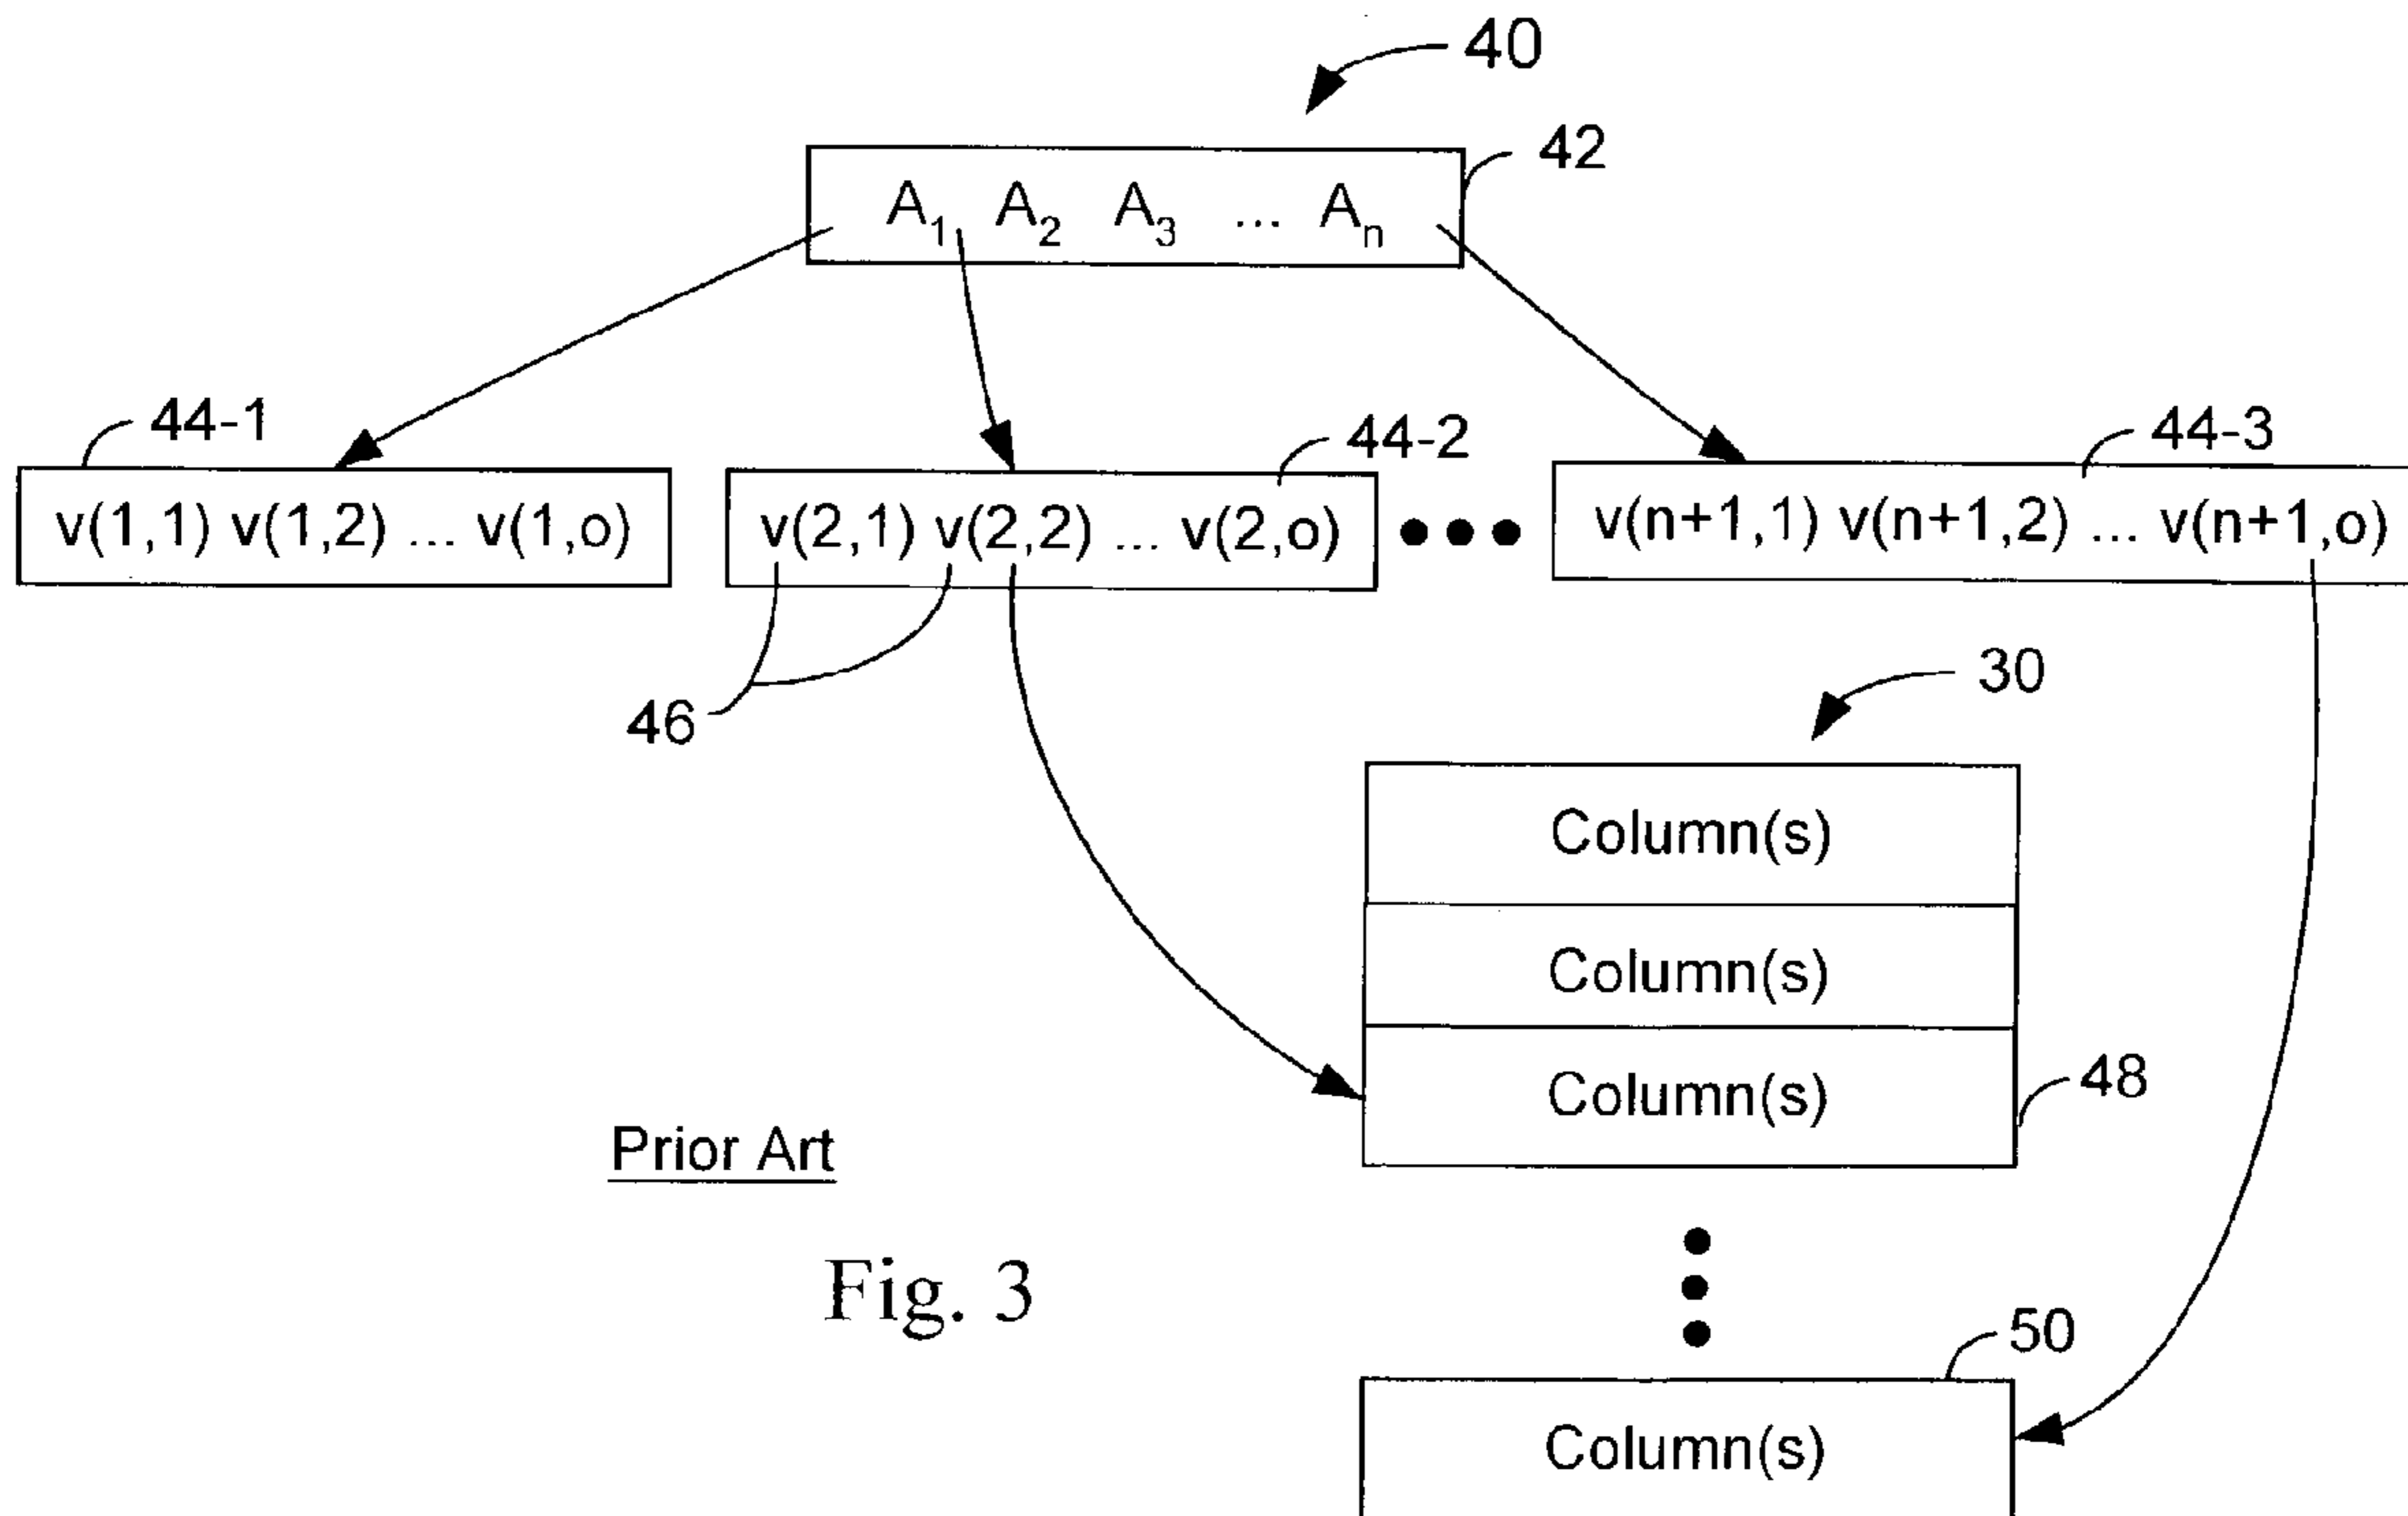 40
42
A1 A2 A3 ... An
44-1
44-2
44-3
v(1,1) v(1,2) ... v(1,o)
v(2,1) v(2,2) ... v(2,o)
v(n+1,1) v(n+1,2) ... v(n+1,o)
46
30
Column(s)
Column(s)
Column(s)
48
Prior Art
Fig. 3
50
Column(s)